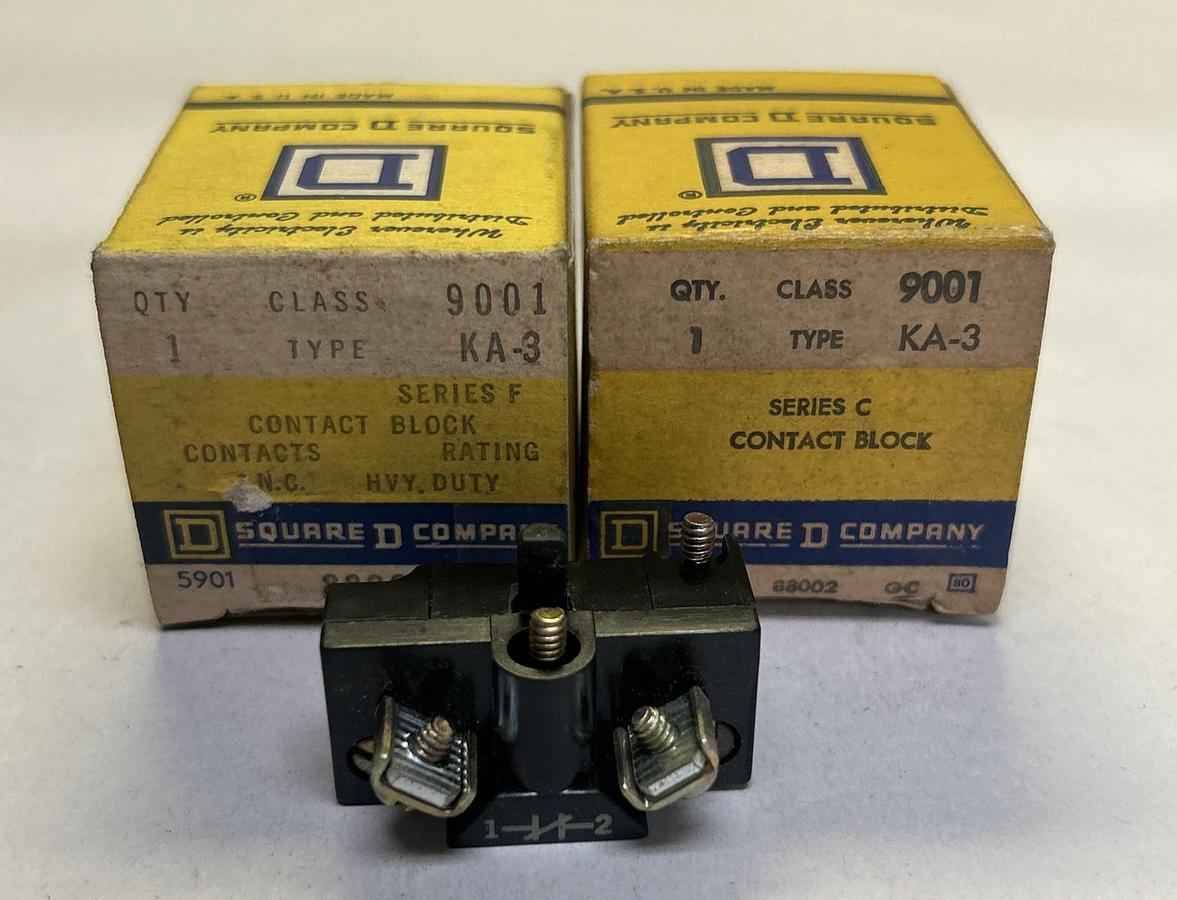 MADE IN U.S.A.
SQUARE D COMPANY
D
®
Wherever Electricity is
Distributed and Controlled
QTY CLASS 9001
1 TYPE KA-3
SERIES F
CONTACT BLOCK
CONTACTS RATING
N.C. HVY. DUTY
D SQUARE D COMPANY
5901
MADE IN U.S.A.
SQUARE D COMPANY
D
®
Wherever Electricity is
Distributed and Controlled
QTY. CLASS 9001
1 TYPE KA-3
SERIES C
CONTACT BLOCK
D SQUARE D COMPANY
88002 GC 80
1 2